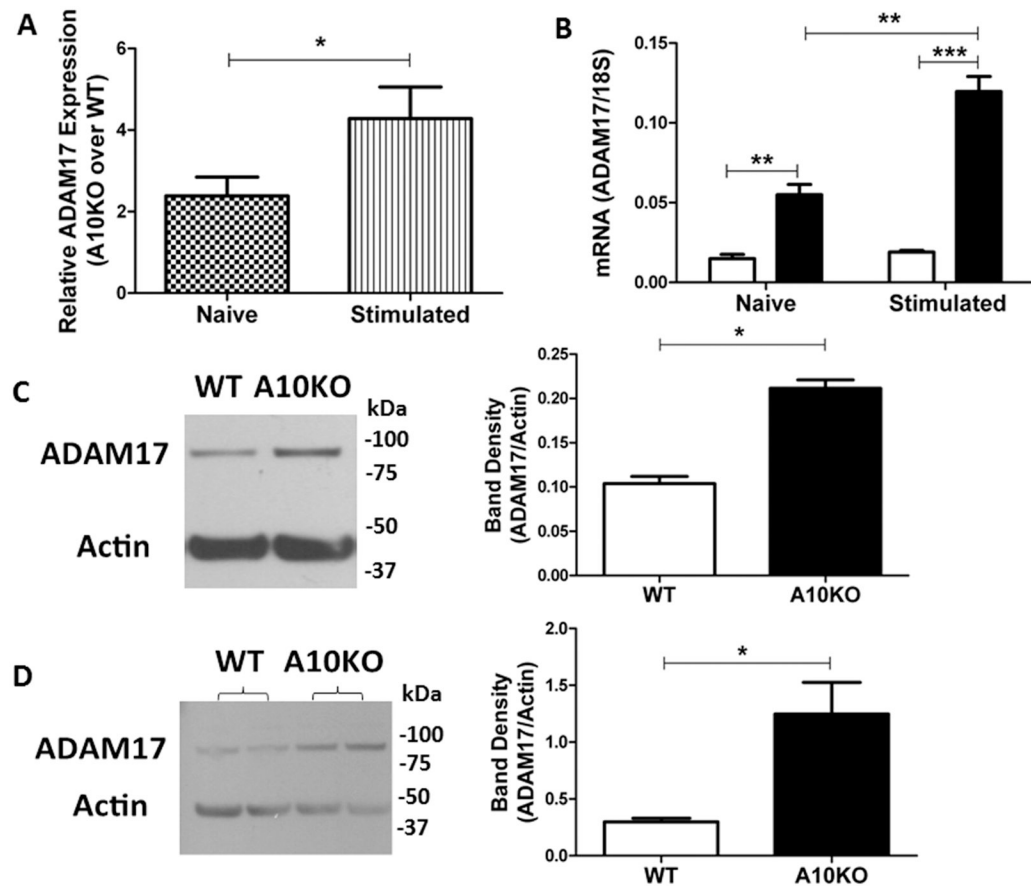 A
Relative ADAM17 Expression
(A10KO over WT)
6
4
2
0
*
Naive
Stimulated
B
mRNA (ADAM17/18S)
0.15
0.10
0.05
0.00
**
***
**
Naive
Stimulated
C
WT A10KO
kDa
ADAM17
-100
-75
Actin
-50
-37
Band Density
(ADAM17/Actin)
0.25
0.20
0.15
0.10
0.05
0.00
*
WT
A10KO
D
WT A10KO
kDa
ADAM17
-100
-75
Actin
-50
-37
Band Density
(ADAM17/Actin)
2.0
1.5
1.0
0.5
0.0
*
WT
A10KO